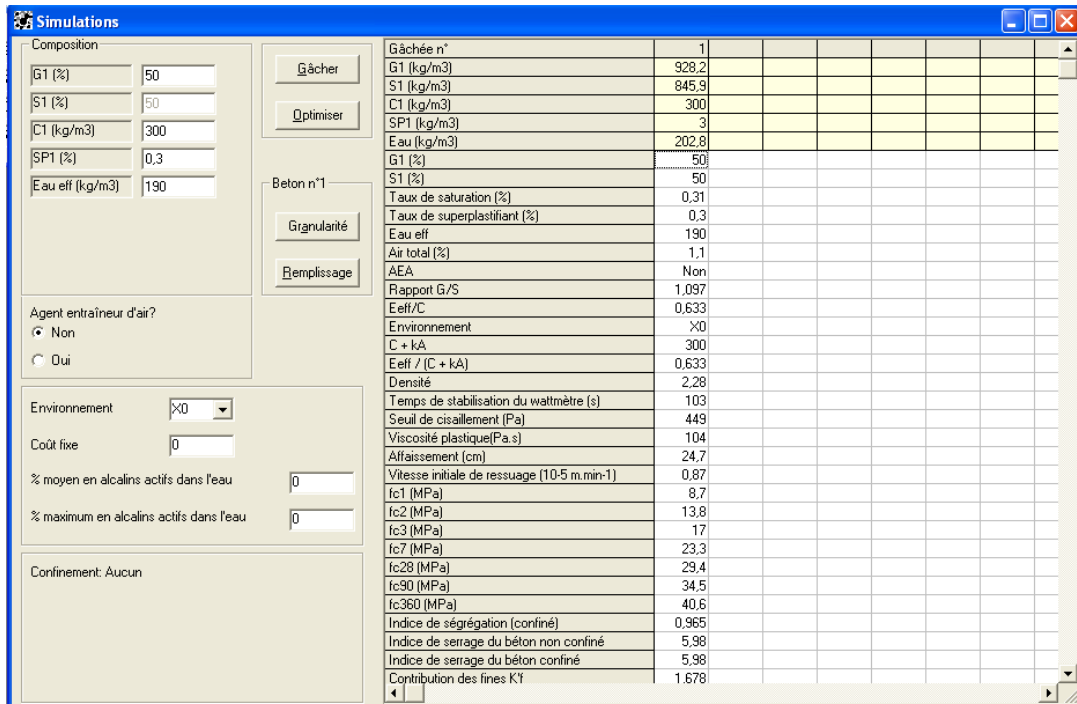 Simulations
Composition
G1 (%) 50
S1 (%) 50
C1 (kg/m3) 300
SP1 (%) 0,3
Eau eff (kg/m3) 190
Gâcher
Optimiser
Beton n°1
Granularité
Remplissage
Agent entraîneur d'air?
Non
Oui
Environnement X0
Coût fixe 0
% moyen en alcalins actifs dans l'eau 0
% maximum en alcalins actifs dans l'eau 0
Confinement: Aucun
Gâchée n° 1
G1 (kg/m3) 928,2
S1 (kg/m3) 845,9
C1 (kg/m3) 300
SP1 (kg/m3) 3
Eau (kg/m3) 202,8
G1 (%) 50
S1 (%) 50
Taux de saturation (%) 0,31
Taux de superplastifiant (%) 0,3
Eau eff 190
Air total (%) 1,1
AEA Non
Rapport G/S 1,097
Eeff/C 0,633
Environnement X0
C + kA 300
Eeff / (C + kA) 0,633
Densité 2,28
Temps de stabilisation du wattmètre (s) 103
Seuil de cisaillement (Pa) 449
Viscosité plastique(Pa.s) 104
Affaissement (cm) 24,7
Vitesse initiale de ressuage (10-5 m.min-1) 0,87
fc1 (MPa) 8,7
fc2 (MPa) 13,8
fc3 (MPa) 17
fc7 (MPa) 23,3
fc28 (MPa) 29,4
fc90 (MPa) 34,5
fc360 (MPa) 40,6
Indice de ségrégation (confiné) 0,965
Indice de serrage du béton non confiné 5,98
Indice de serrage du béton confiné 5,98
Contribution des fines K'f 1,678